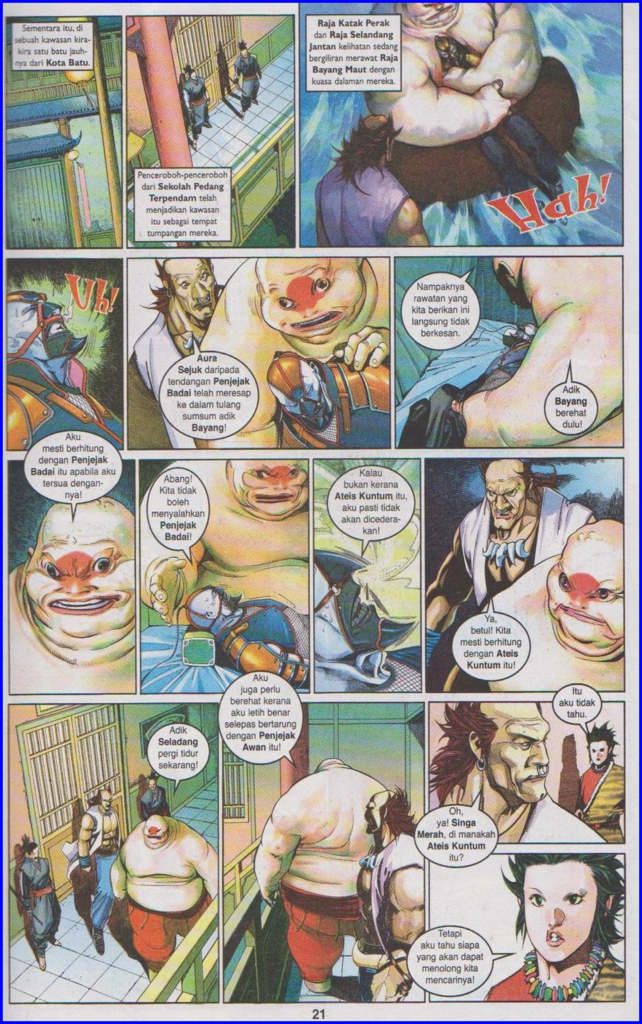 Sementara itu, di
sebuah kawasan kira-
kira satu batu jauh-
nya dari Kota Batu.
Penceroboh-penceroboh
dari Sekolah Pedang
Terpendam telah
menjadikan kawasan
itu sebagai tempat
tumpangan mereka.
Raja Katak Perak
dan Raja Selandang
Jantan kelihatan sedang
bergiliran merawat Raja
Bayang Maut dengan
kuasa dalaman mereka.
Hah!
Uh!
Aura
Sejuk daripada
tendangan Penjejak
Badai telah meresap
ke dalam tulang
sumsum adik
Bayang!
Nampaknya
rawatan yang
kita berikan ini
langsung tidak
berkesan.
Adik
Bayang
berehat
dulu!
Aku
mesti berhitung
dengan Penjejak
Badai itu apabila aku
tersua dengan-
nya!
Abang!
Kita tidak
boleh
menyalahkan
Penjejak
Badai!
Kalau
bukan kerana
Ateis Kuntum itu,
aku pasti tidak
akan dicedera-
kan!
Ya,
betul! Kita
mesti berhitung
dengan Ateis
Kuntum itu!
Adik
Seladang
pergi tidur
sekarang!
Aku
juga perlu
berehat kerana
aku letih benar
selepas bertarung
dengan Penjejak
Awan itu!
Oh,
ya! Singa
Merah, di manakah
Ateis Kuntum
itu?
Itu
aku tidak
tahu.
Tetapi
aku tahu siapa
yang akan dapat
menolong kita
mencarinya!
21